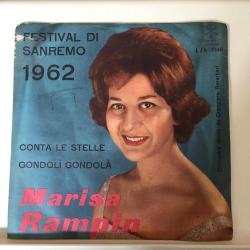 FESTIVAL DI
SANREMO
1962
CONTA LE STELLE
GONDOLÌ GONDOLÀ
Marisa
Rampin